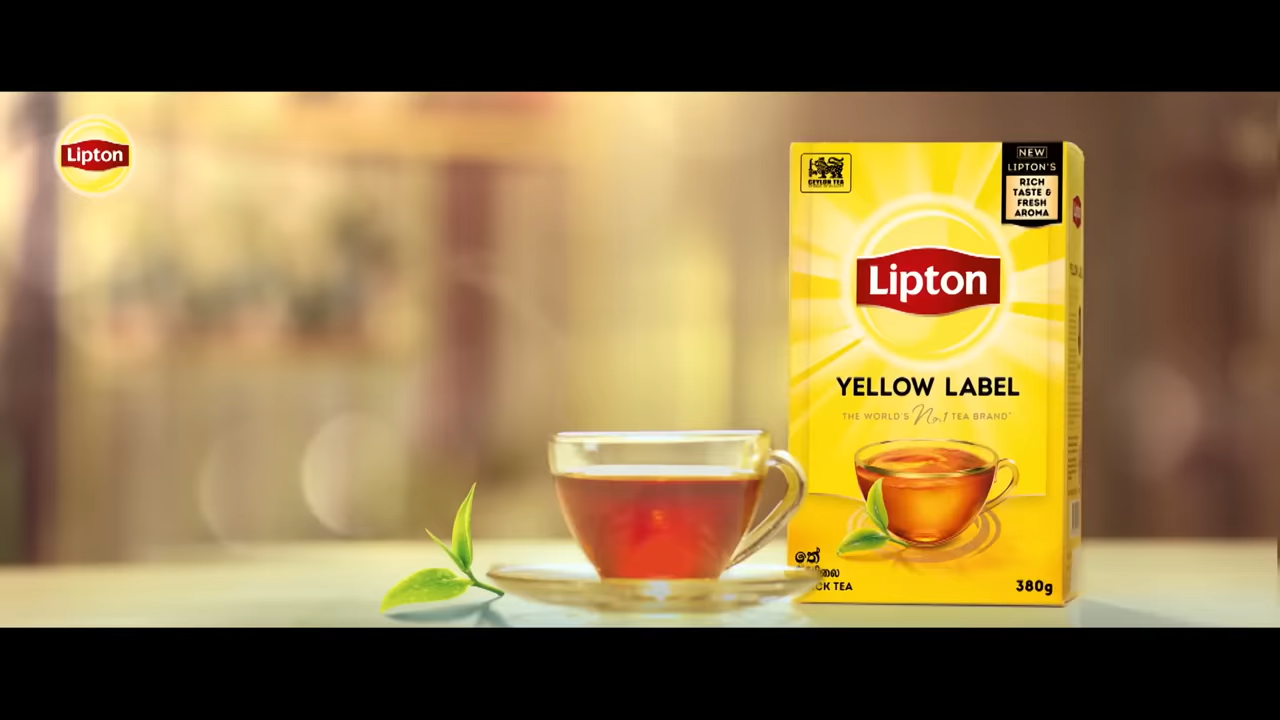 Lipton
CEYLON TEA
NEW
LIPTON'S
RICH
TASTE &
FRESH
AROMA
Lipton
YELLOW LABEL
THE WORLD'S No.1 TEA BRAND*
තේ
CK TEA
380g